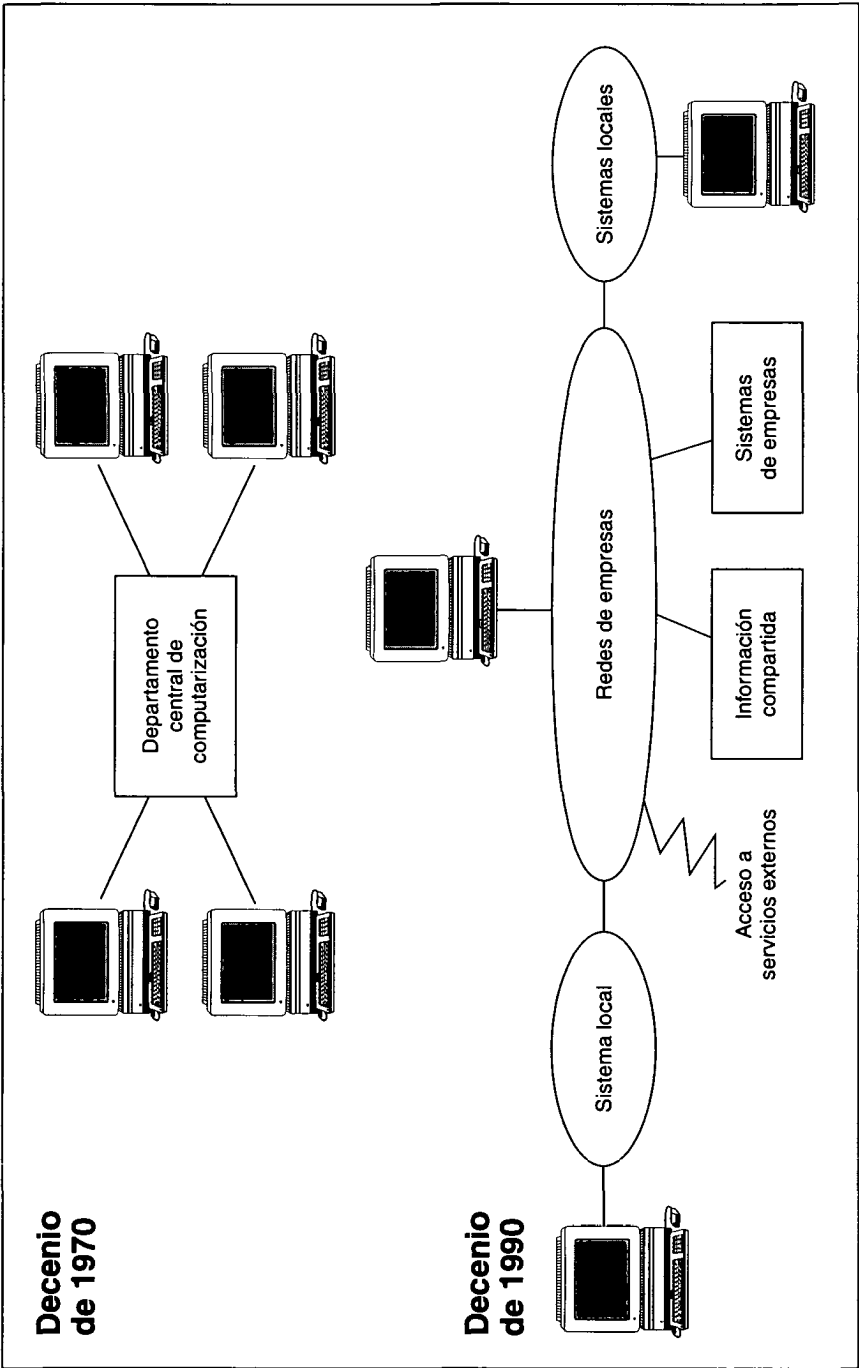 Decenio
de 1970
Departamento
central de
computarización
Decenio
de 1990
Sistema local
Redes de empresas
Sistemas locales
Acceso a
servicios externos
Información
compartida
Sistemas
de empresas